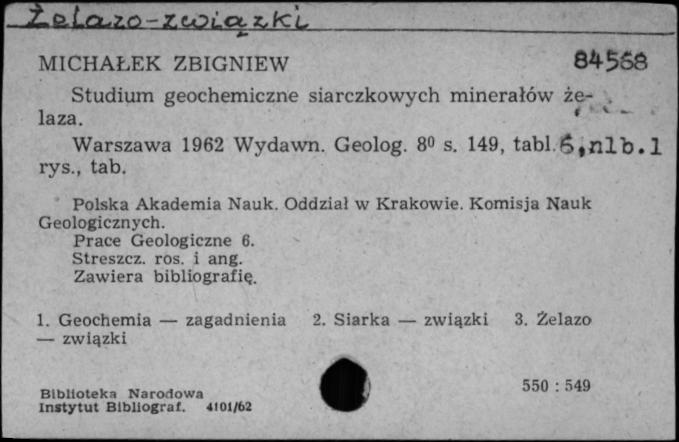 Żelazo-związki
MICHAŁEK ZBIGNIEW 84568
Studium geochemiczne siarczkowych minerałów że-
laza.
Warszawa 1962 Wydawn. Geolog. 8⁰ s. 149, tabl. 6, nlb. 1
rys., tab.
Polska Akademia Nauk. Oddział w Krakowie. Komisja Nauk
Geologicznych.
Prace Geologiczne 6.
Streszcz. ros. i ang.
Zawiera bibliografię.
1. Geochemia — zagadnienia 2. Siarka — związki 3. Żelazo
— związki
550 : 549
Biblioteka Narodowa
Instytut Bibliograf. 4101/62